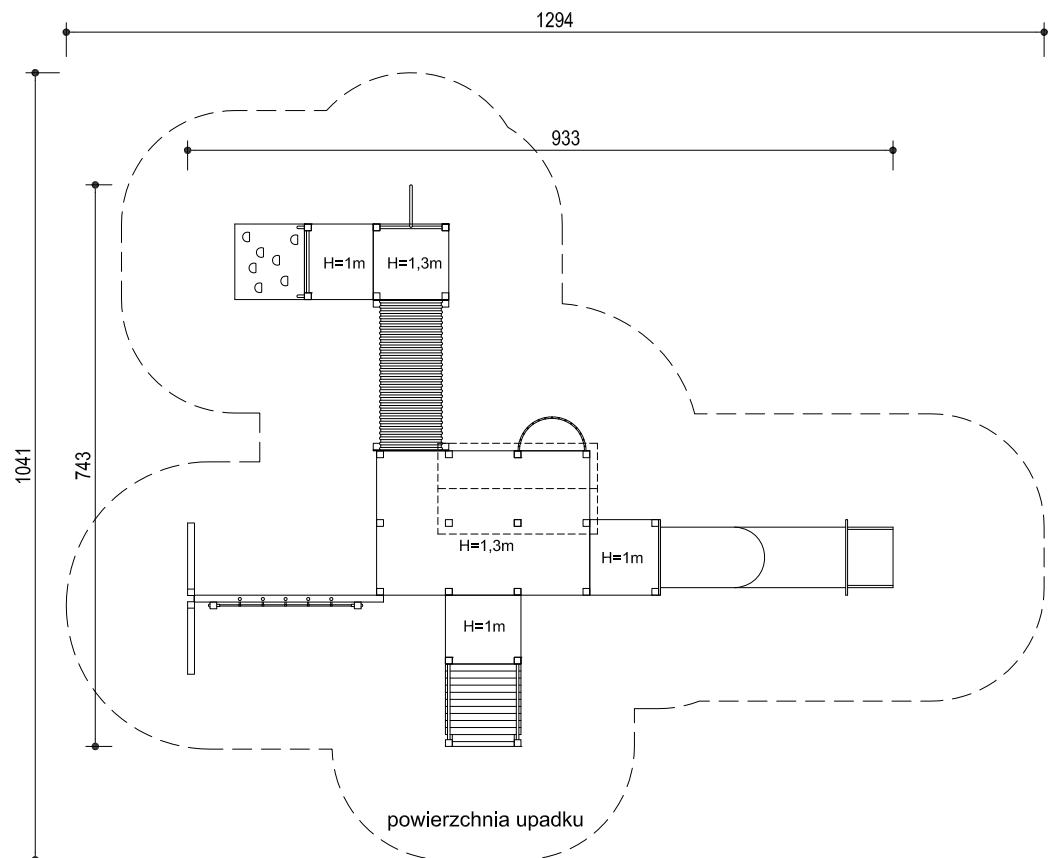 1294
933
H=1m
H=1,3m
1041
743
H=1,3m
H=1m
H=1m
powierzchnia upadku